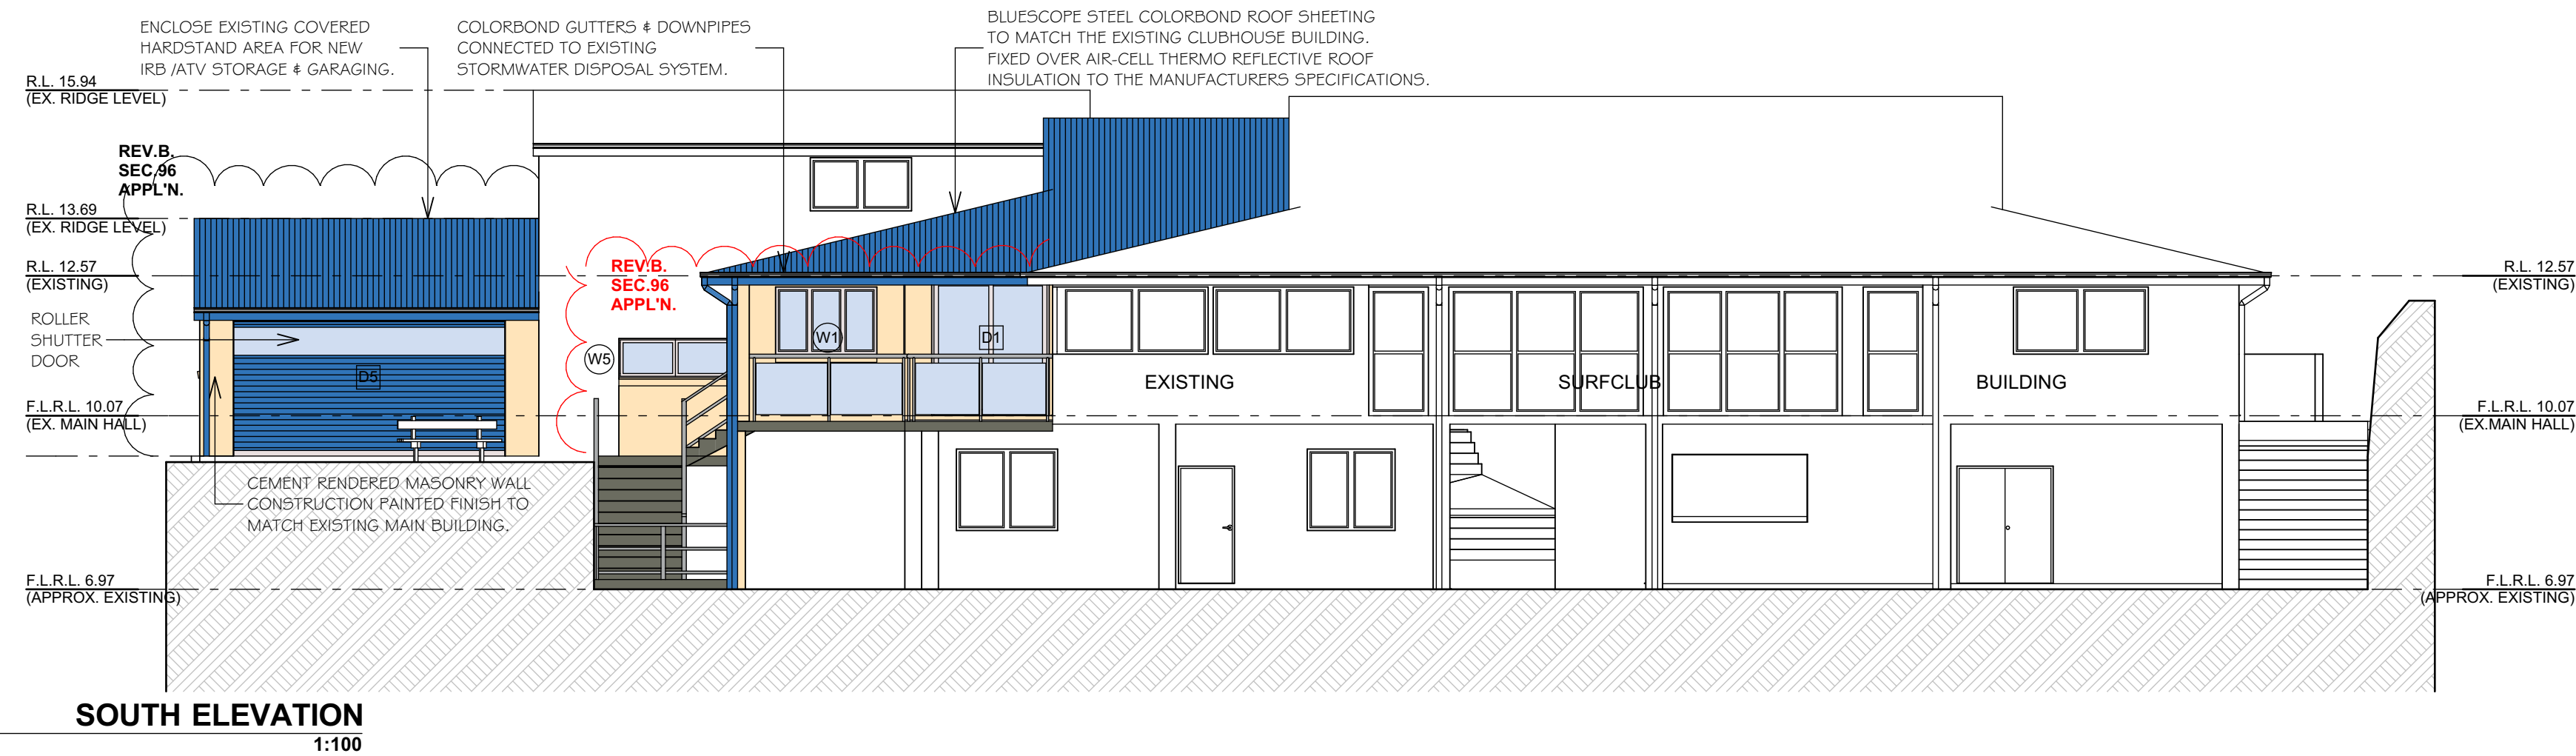 ENCLOSE EXISTING COVERED
HARDSTAND AREA FOR NEW
IRB /ATV STORAGE & GARAGING.
COLORBOND GUTTERS & DOWNPIPES
CONNECTED TO EXISTING
STORMWATER DISPOSAL SYSTEM.
BLUESCOPE STEEL COLORBOND ROOF SHEETING
TO MATCH THE EXISTING CLUBHOUSE BUILDING.
FIXED OVER AIR-CELL THERMO REFLECTIVE ROOF
INSULATION TO THE MANUFACTURERS SPECIFICATIONS.
R.L. 15.94
(EX. RIDGE LEVEL)
REV.B.
SEC.96
APPL'N.
R.L. 13.69
(EX. RIDGE LEVEL)
R.L. 12.57
(EXISTING)
REV.B.
SEC.96
APPL'N.
R.L. 12.57
(EXISTING)
ROLLER
SHUTTER
DOOR
D5
W5
W1
D1
EXISTING
SURFCLUB
BUILDING
F.L.R.L. 10.07
(EX. MAIN HALL)
F.L.R.L. 10.07
(EX.MAIN HALL)
CEMENT RENDERED MASONRY WALL
CONSTRUCTION PAINTED FINISH TO
MATCH EXISTING MAIN BUILDING.
F.L.R.L. 6.97
(APPROX. EXISTING)
F.L.R.L. 6.97
(APPROX. EXISTING)
SOUTH ELEVATION
1:100